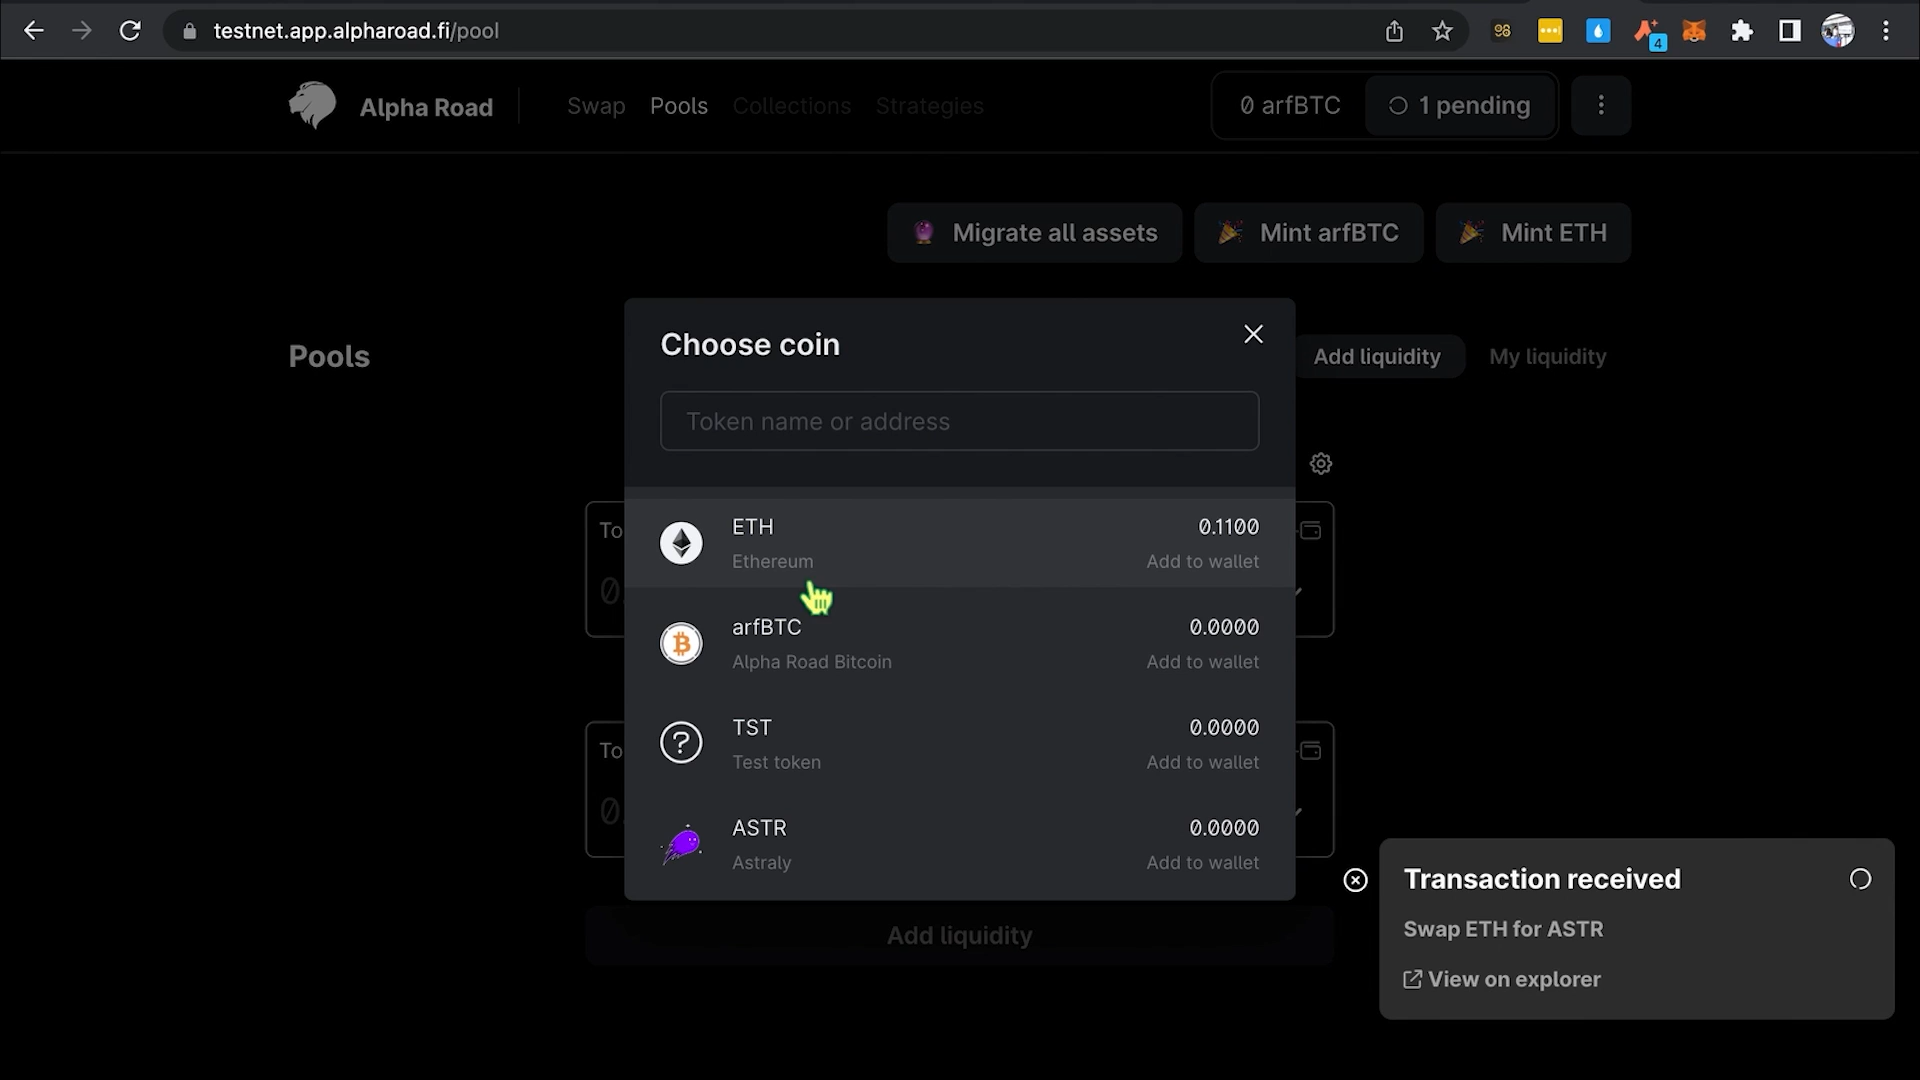 testnet.app.alpharoad.fi/pool
98
4
Alpha Road
Swap
Pools
Collections
Strategies
0 arfBTC
1 pending
Migrate all assets
Mint arfBTC
Mint ETH
Pools
Add liquidity
My liquidity
Choose coin
Token name or address
To
0.
ETH
Ethereum
0.1100
Add to wallet
arfBTC
Alpha Road Bitcoin
0.0000
Add to wallet
TST
Test token
0.0000
Add to wallet
ASTR
Astraly
0.0000
Add to wallet
To
0.
Add liquidity
Transaction received
Swap ETH for ASTR
View on explorer